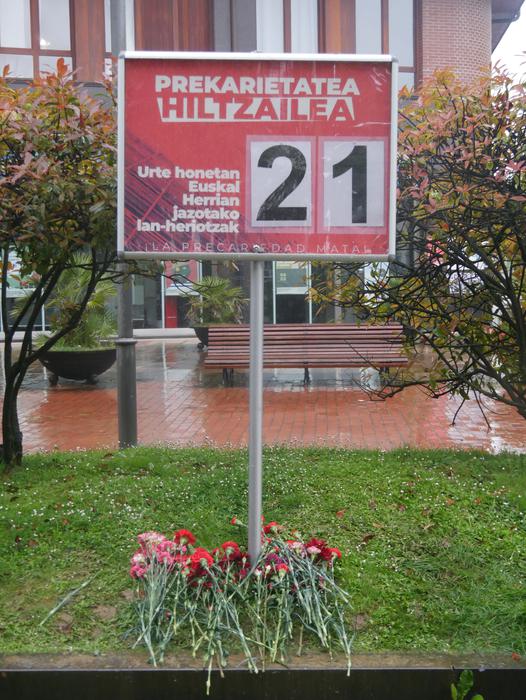 PREKARIETATEA
HILTZAILEA
Urte honetan
Euskal
Herrian
jazotako
lan-heriotzak
21
¡LA PRECARIEDAD MATA!